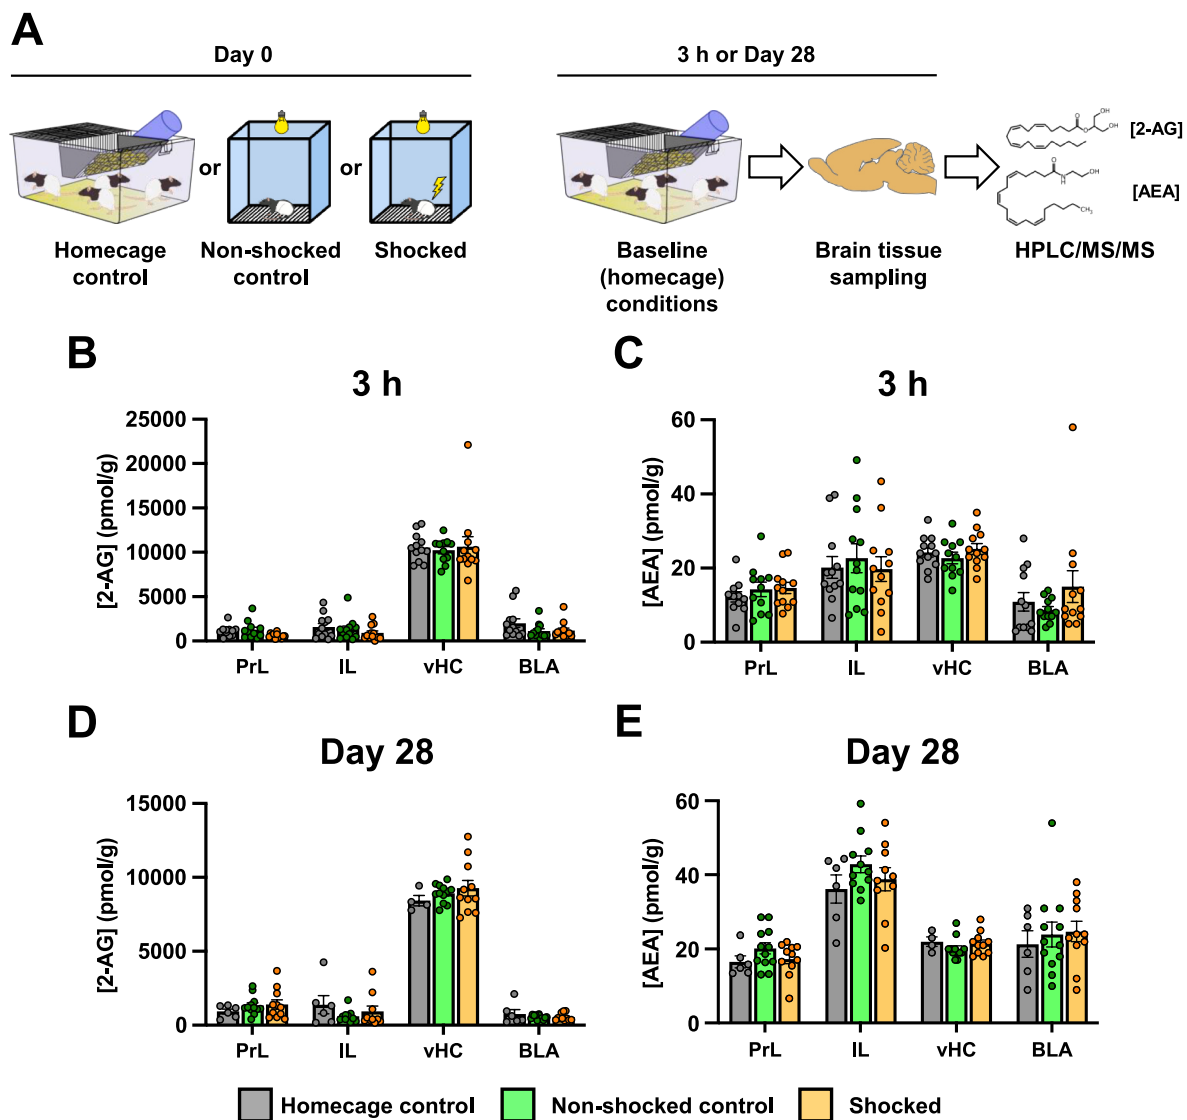 A
Day 0
3 h or Day 28
or
or
Homecage
control
Non-shocked
control
Shocked
Baseline
(homecage)
conditions
Brain tissue
sampling
O
OH
O
OH
[2-AG]
O
N
H
OH
CH3
[AEA]
HPLC/MS/MS
B
3 h
[2-AG] (pmol/g)
25000
20000
15000
10000
5000
0
PrL
IL
vHC
BLA
C
3 h
[AEA] (pmol/g)
60
40
20
0
PrL
IL
vHC
BLA
D
Day 28
[2-AG] (pmol/g)
15000
10000
5000
0
PrL
IL
vHC
BLA
E
Day 28
[AEA] (pmol/g)
60
40
20
0
PrL
IL
vHC
BLA
Homecage control
Non-shocked control
Shocked